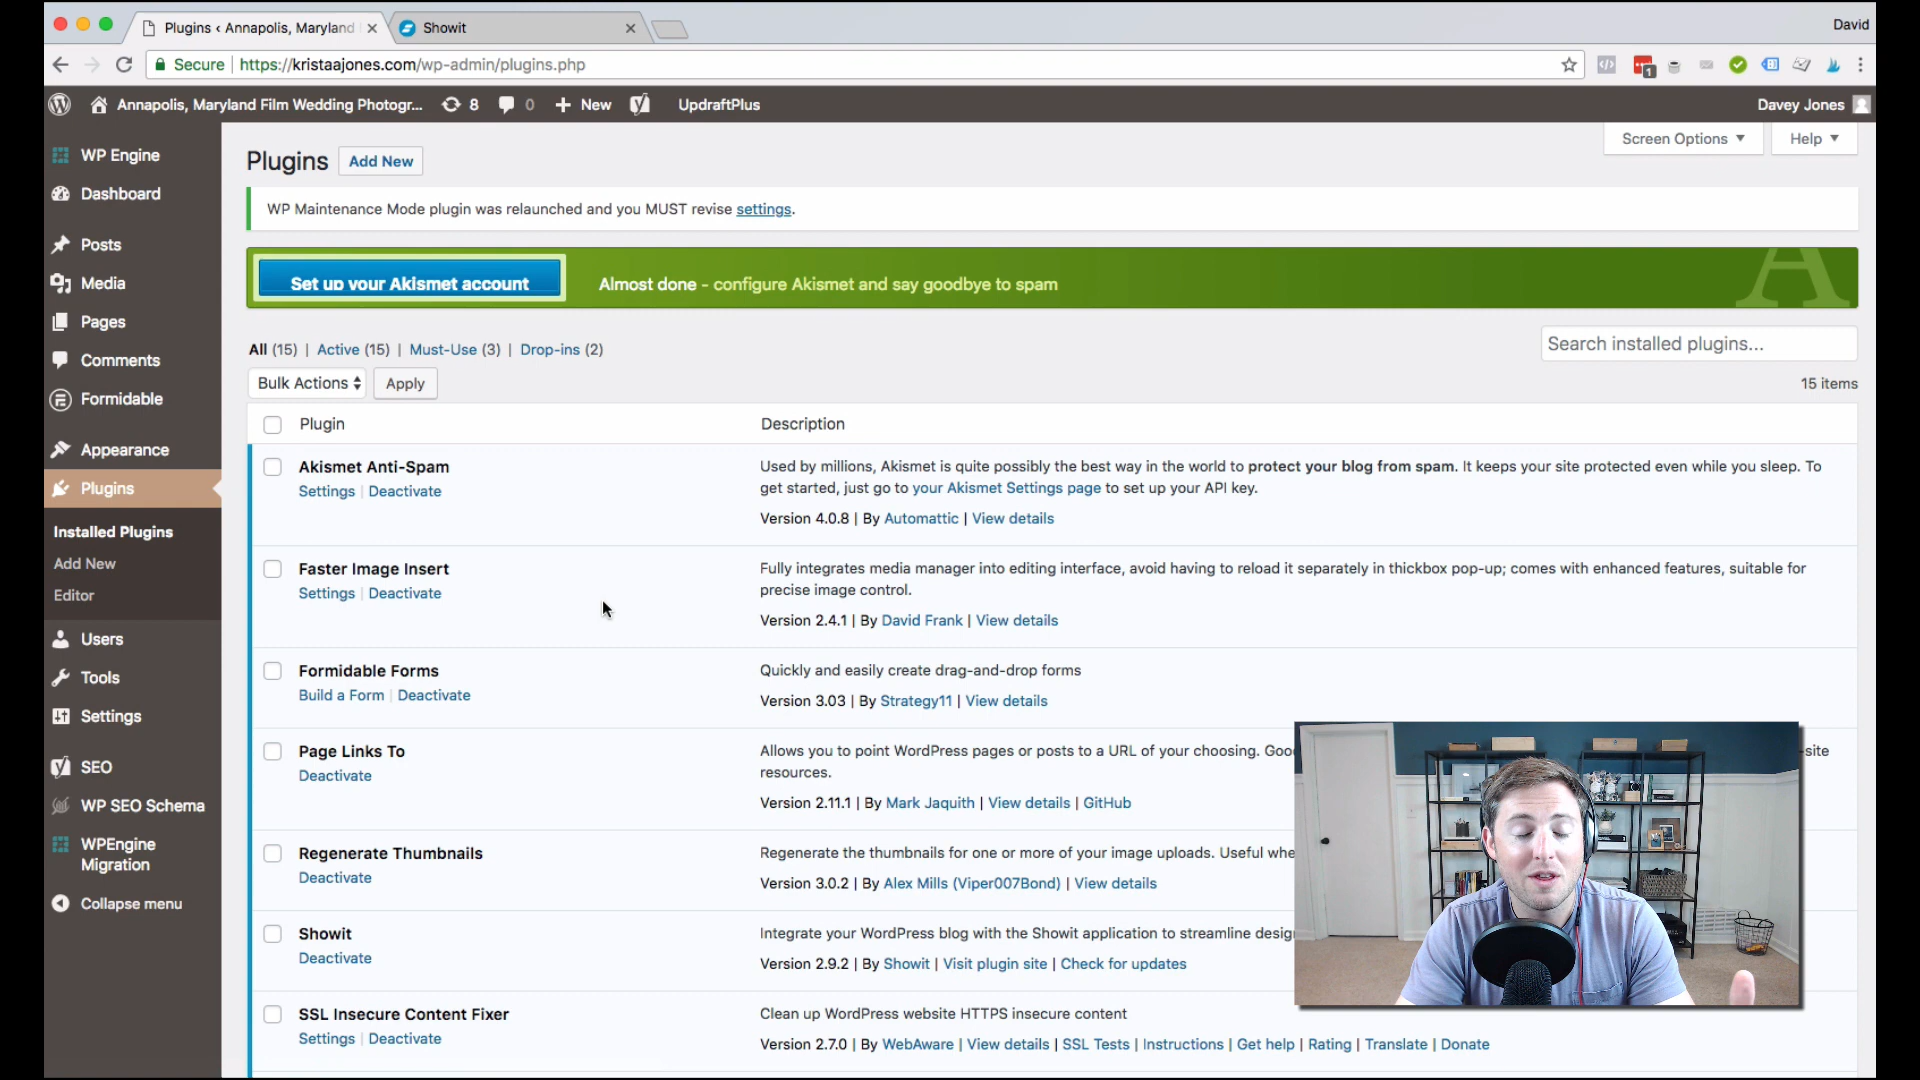 Plugins ‹ Annapolis, Maryland
Showit
David
Secure | https://kristaajones.com/wp-admin/plugins.php
1
Annapolis, Maryland Film Wedding Photogr... 8 0 New UpdraftPlus
Davey Jones
WP Engine
Dashboard
Posts
Media
Pages
Comments
Formidable
Appearance
Plugins
Installed Plugins
Add New
Editor
Users
Tools
Settings
SEO
WP SEO Schema
WPEngine
Migration
Collapse menu
Screen Options
Help
Plugins Add New
WP Maintenance Mode plugin was relaunched and you MUST revise settings.
Set up your Akismet account
Almost done - configure Akismet and say goodbye to spam
A
All (15) | Active (15) | Must-Use (3) | Drop-ins (2)
Search installed plugins...
Bulk Actions Apply
15 items
Plugin Description
Akismet Anti-Spam
Settings | Deactivate
Used by millions, Akismet is quite possibly the best way in the world to protect your blog from spam. It keeps your site protected even while you sleep. To
get started, just go to your Akismet Settings page to set up your API key.
Version 4.0.8 | By Automattic | View details
Faster Image Insert
Settings | Deactivate
Fully integrates media manager into editing interface, avoid having to reload it separately in thickbox pop-up; comes with enhanced features, suitable for
precise image control.
Version 2.4.1 | By David Frank | View details
Formidable Forms
Build a Form | Deactivate
Quickly and easily create drag-and-drop forms
Version 3.03 | By Strategy11 | View details
Page Links To
Deactivate
Allows you to point WordPress pages or posts to a URL of your choosing. Goo -site
resources.
Version 2.11.1 | By Mark Jaquith | View details | GitHub
Regenerate Thumbnails
Deactivate
Regenerate the thumbnails for one or more of your image uploads. Useful whe
Version 3.0.2 | By Alex Mills (Viper007Bond) | View details
Showit
Deactivate
Integrate your WordPress blog with the Showit application to streamline desig
Version 2.9.2 | By Showit | Visit plugin site | Check for updates
SSL Insecure Content Fixer
Settings | Deactivate
Clean up WordPress website HTTPS insecure content
Version 2.7.0 | By WebAware | View details | SSL Tests | Instructions | Get help | Rating | Translate | Donate